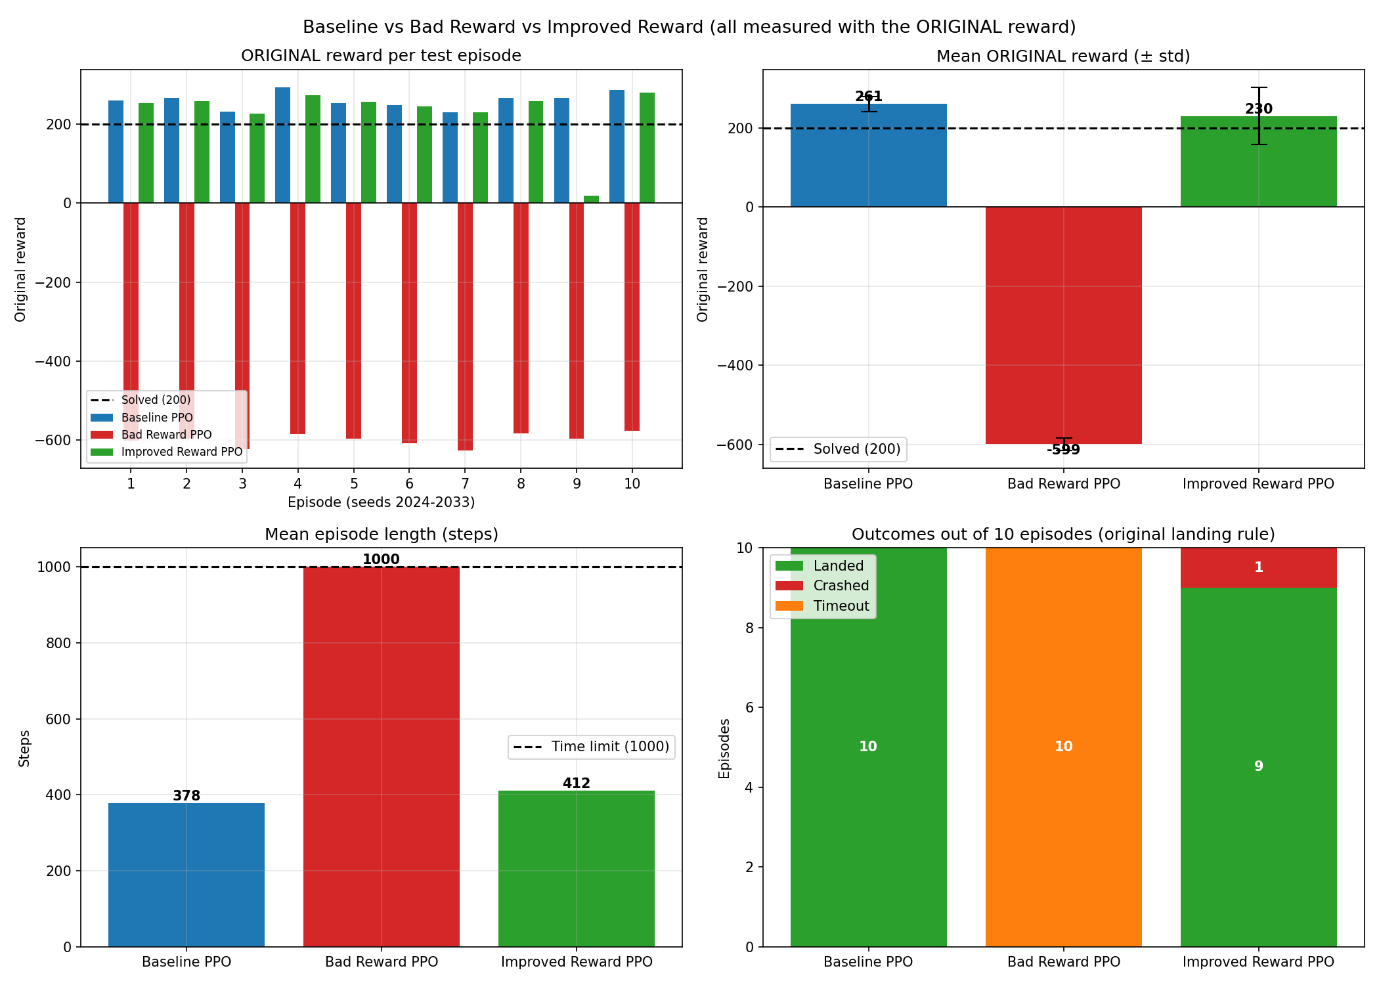 Baseline vs Bad Reward vs Improved Reward (all measured with the ORIGINAL reward)
ORIGINAL reward per test episode
Original reward
200
0
−200
−400
−600
Solved (200)
Baseline PPO
Bad Reward PPO
Improved Reward PPO
1 2 3 4 5 6 7 8 9 10
Episode (seeds 2024-2033)
Mean ORIGINAL reward (± std)
Original reward
200
0
−200
−400
−600
261
-599
230
Solved (200)
Baseline PPO Bad Reward PPO Improved Reward PPO
Mean episode length (steps)
Steps
1000
800
600
400
200
0
378
1000
412
Time limit (1000)
Baseline PPO Bad Reward PPO Improved Reward PPO
Outcomes out of 10 episodes (original landing rule)
Episodes
10
8
6
4
2
0
Landed
Crashed
Timeout
10
10
1
9
Baseline PPO Bad Reward PPO Improved Reward PPO